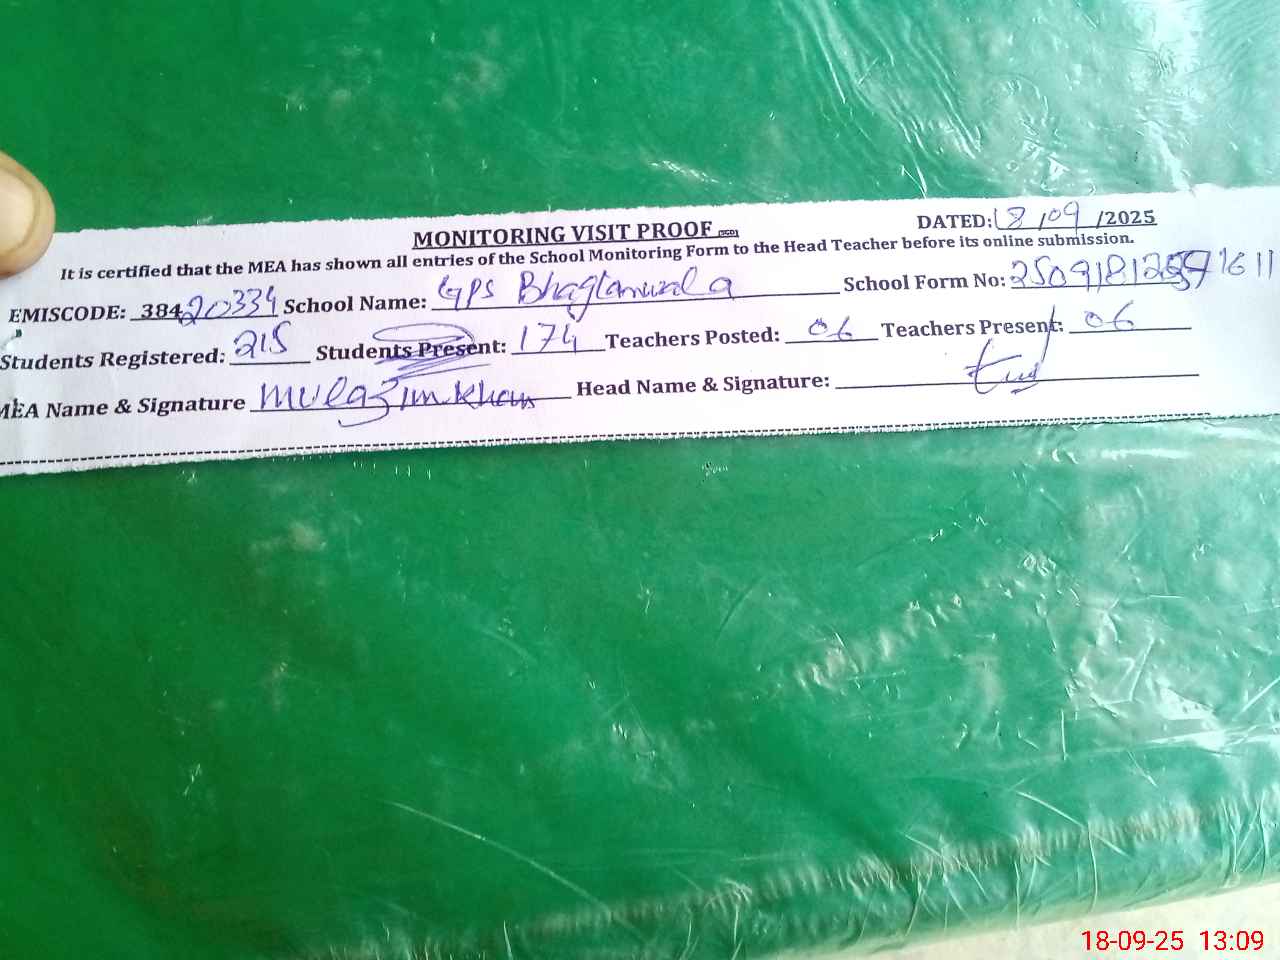 MONITORING VISIT PROOF
DATED: 18/09/2025
It is certified that the MEA has shown all entries of the School Monitoring Form to the Head Teacher before its online submission.
EMISCODE: 38420334 School Name: GPS Bhagtanwala School Form No:
Students Registered: 215 Students Present: 174 Teachers Posted: 06 Teachers Present: 06
MEA Name & Signature Mulazim Khan Head Name & Signature:
18-09-25 13:09